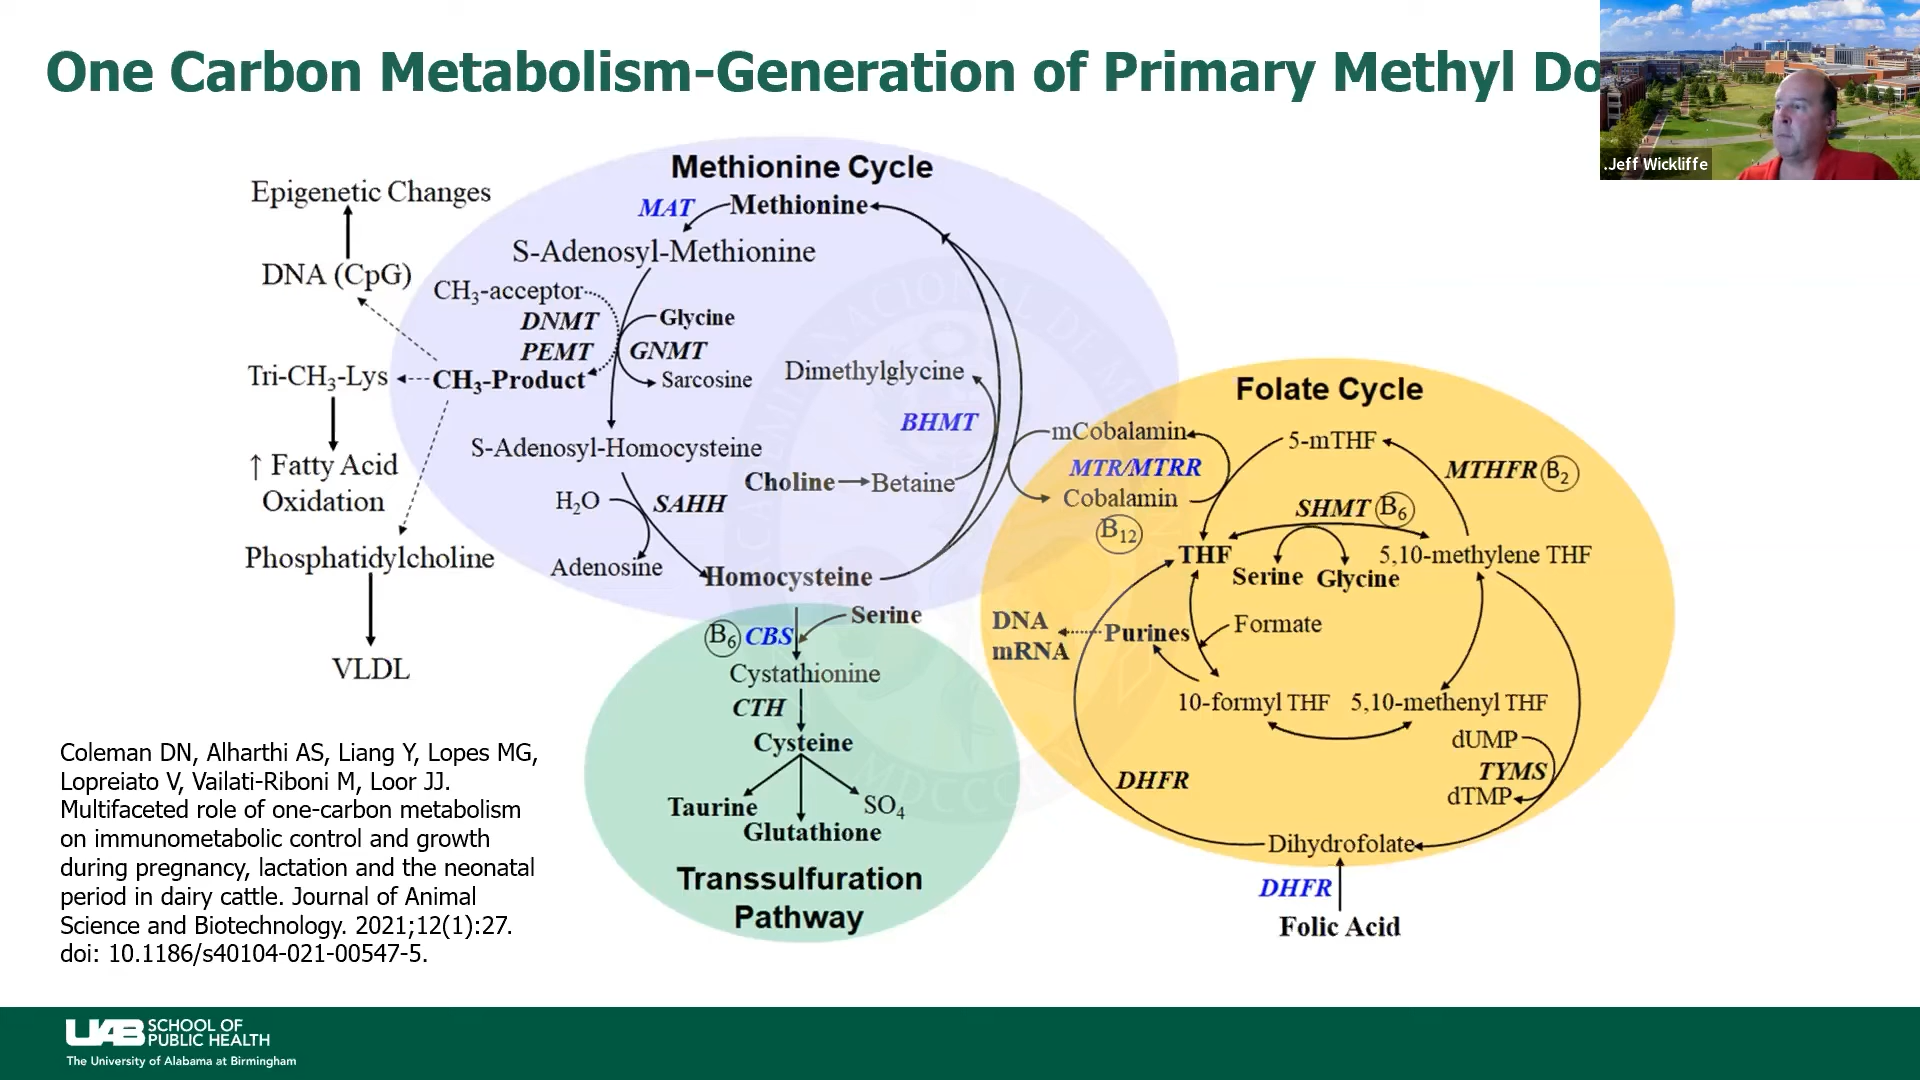 One Carbon Metabolism-Generation of Primary Methyl Do
.Jeff Wickliffe
Methionine Cycle
Epigenetic Changes
MAT
Methionine
S-Adenosyl-Methionine
DNA (CpG)
CH₃-acceptor
DNMT
Glycine
PEMT
GNMT
Tri-CH₃-Lys
CH₃-Product
Sarcosine
Dimethylglycine
BHMT
S-Adenosyl-Homocysteine
Choline
Betaine
↑ Fatty Acid
Oxidation
H₂O
SAHH
Phosphatidylcholine
Adenosine
Homocysteine
VLDL
Folate Cycle
mCobalamin
5-mTHF
MTR/MTRR
MTHFR B₂
Cobalamin
B₁₂
SHMT B₆
THF
5,10-methylene THF
Serine Glycine
DNA
mRNA
Purines
Formate
10-formyl THF
5,10-methenyl THF
dUMP
TYMS
dTMP
DHFR
Dihydrofolate
DHFR
Folic Acid
Serine
B₆ CBS
Cystathionine
CTH
Cysteine
Taurine
SO₄
Glutathione
Transsulfuration
Pathway
Coleman DN, Alharthi AS, Liang Y, Lopes MG,
Lopreiato V, Vailati-Riboni M, Loor JJ.
Multifaceted role of one-carbon metabolism
on immunometabolic control and growth
during pregnancy, lactation and the neonatal
period in dairy cattle. Journal of Animal
Science and Biotechnology. 2021;12(1):27.
doi: 10.1186/s40104-021-00547-5.
UAB SCHOOL OF
PUBLIC HEALTH
The University of Alabama at Birmingham